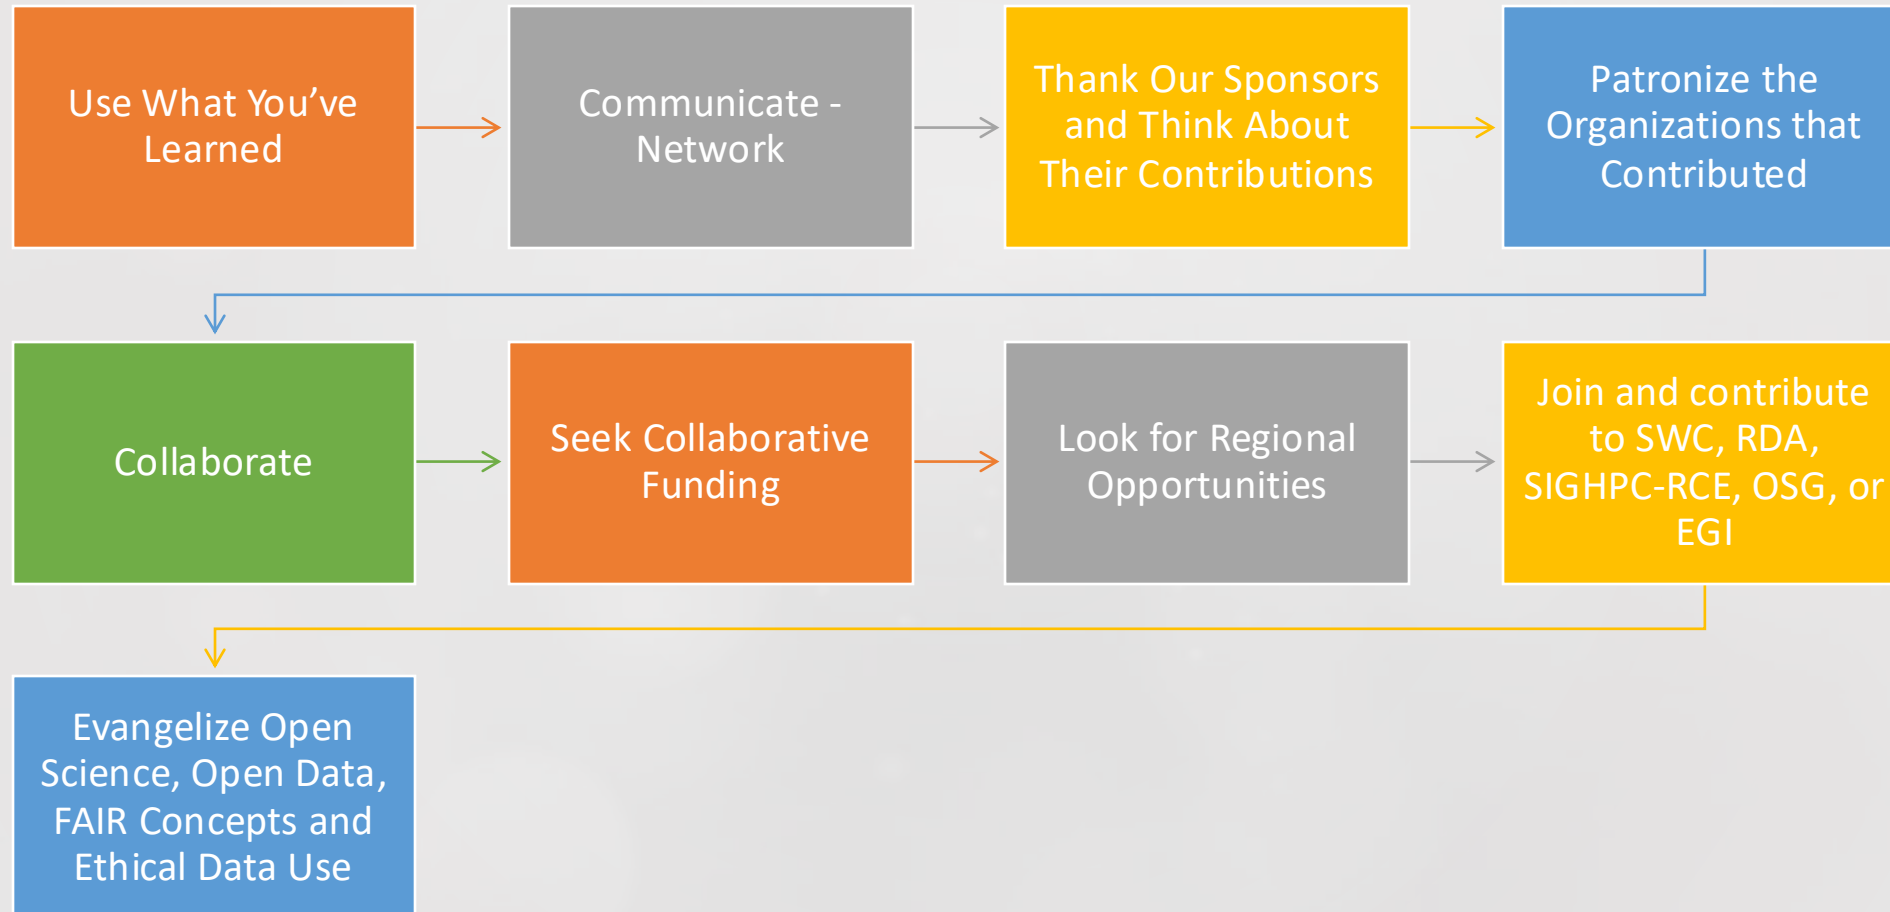 Use What You’ve
Learned
Communicate -
Network
Thank Our Sponsors
and Think About
Their Contributions
Patronize the
Organizations that
Contributed
Collaborate
Seek Collaborative
Funding
Look for Regional
Opportunities
Join and contribute
to SWC, RDA,
SIGHPC-RCE, OSG, or
EGI
Evangelize Open
Science, Open Data,
FAIR Concepts and
Ethical Data Use